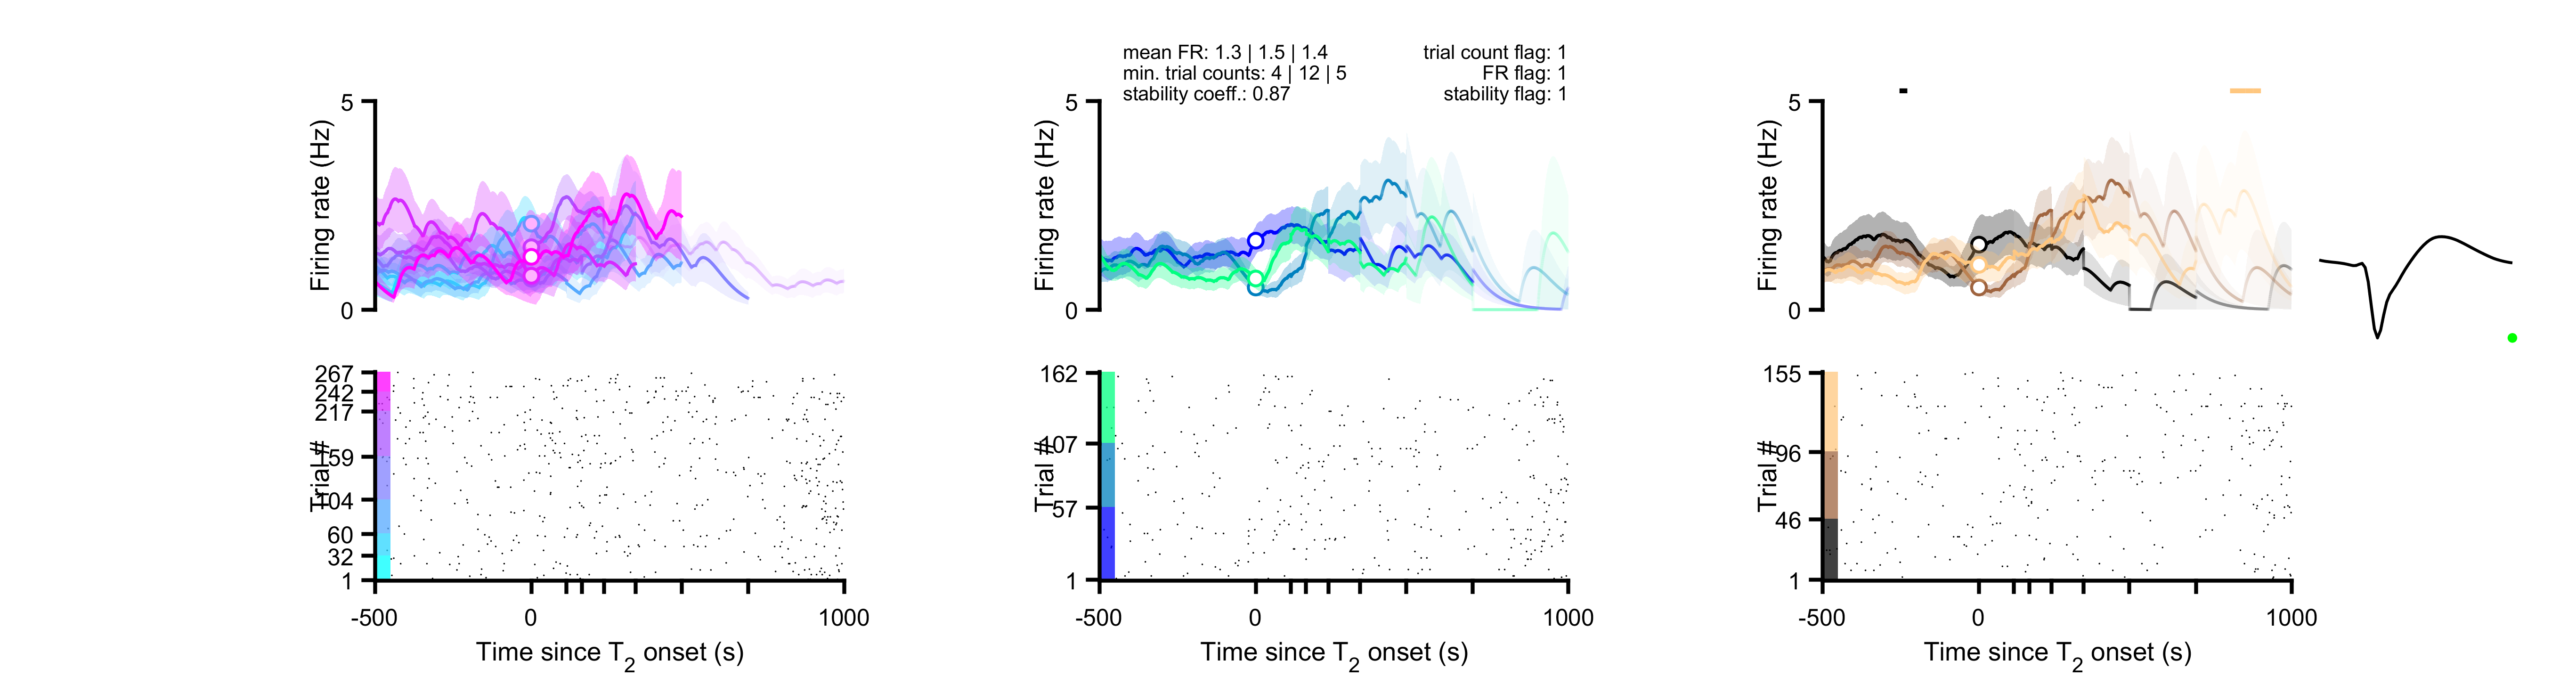 mean FR: 1.3 | 1.5 | 1.4
min. trial counts: 4 | 12 | 5
stability coeff.: 0.87
trial count flag: 1
FR flag: 1
stability flag: 1
5
Firing rate (Hz)
0
5
Firing rate (Hz)
0
5
Firing rate (Hz)
0
267
242
217
159
104
60
32
1
Trial #
-500
0
1000
Time since T2 onset (s)
162
107
57
1
Trial #
-500
0
1000
Time since T2 onset (s)
155
96
46
1
Trial #
-500
0
1000
Time since T2 onset (s)